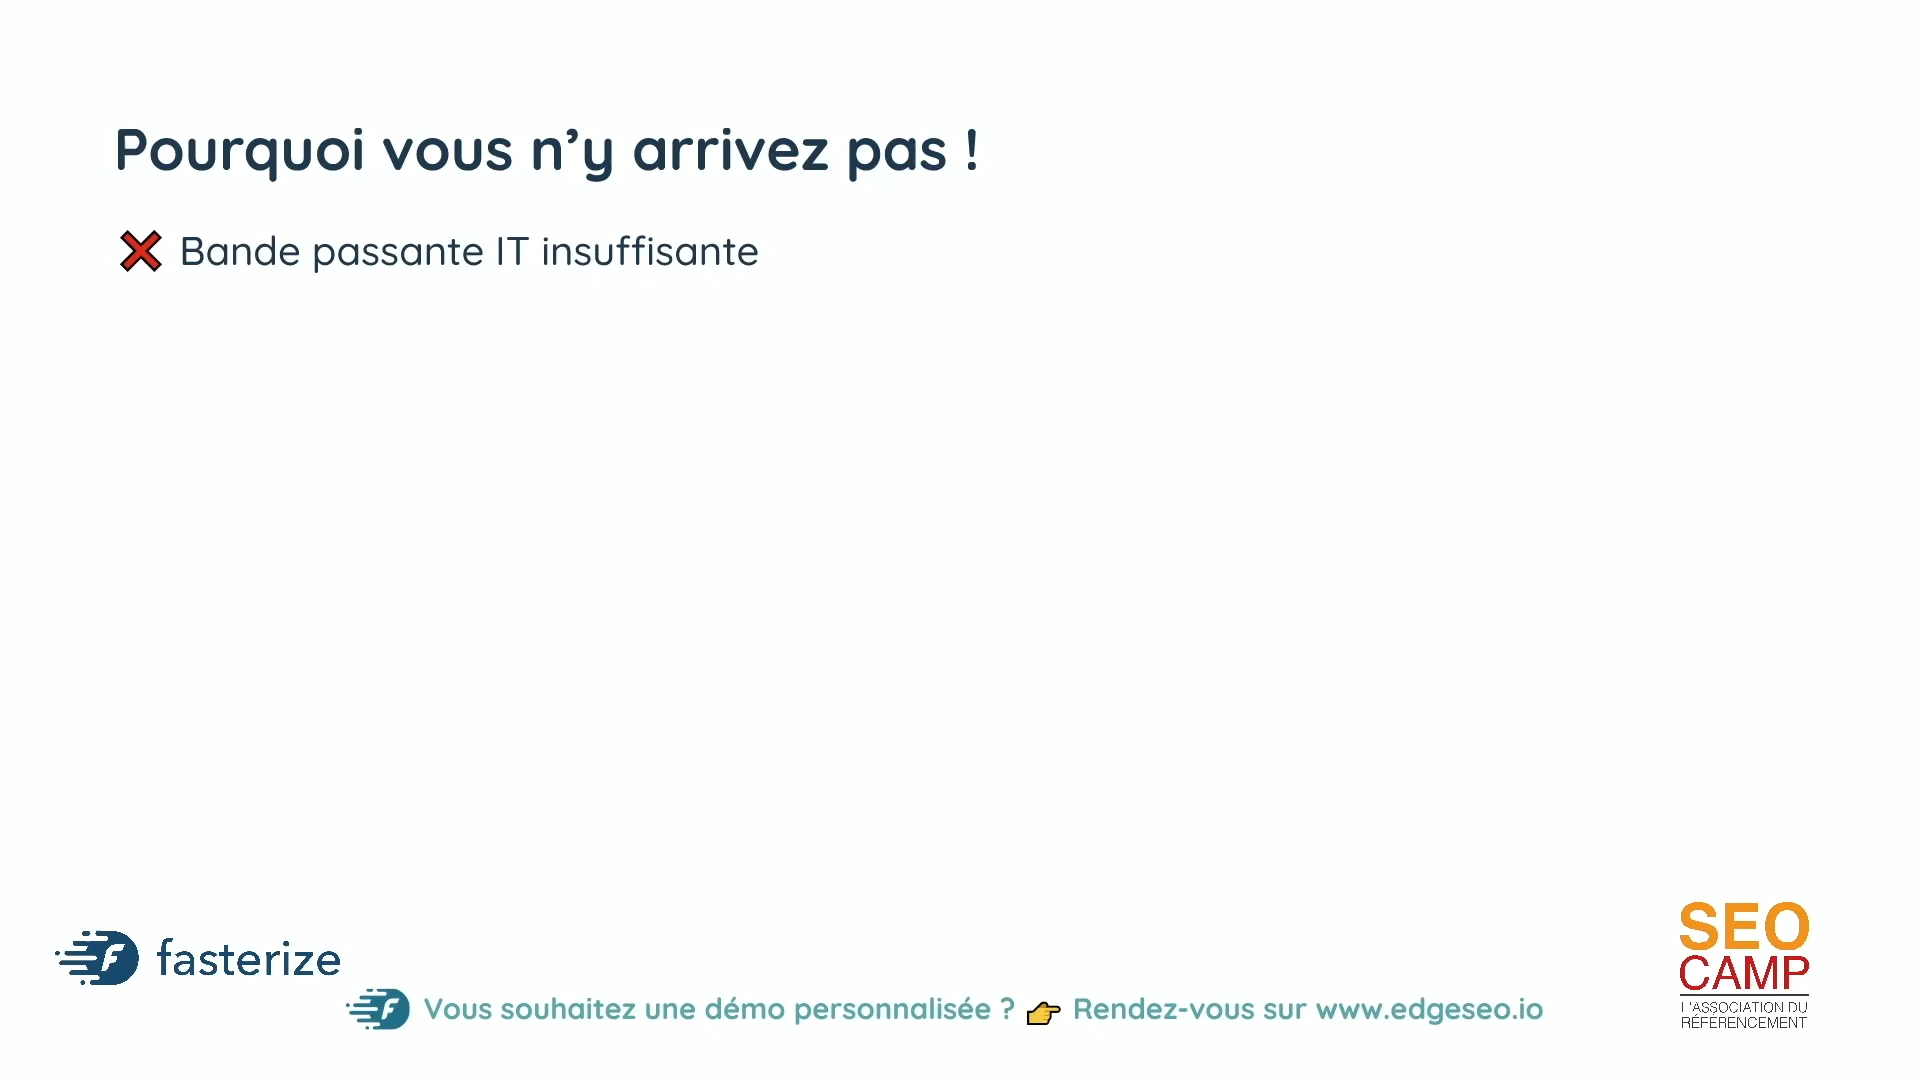 Pourquoi vous n’y arrivez pas !
❌ Bande passante IT insuffisante
fasterize
Vous souhaitez une démo personnalisée ? 👉 Rendez-vous sur www.edgeseo.io
SEO
CAMP
L'ASSOCIATION DU
RÉFÉRENCEMENT